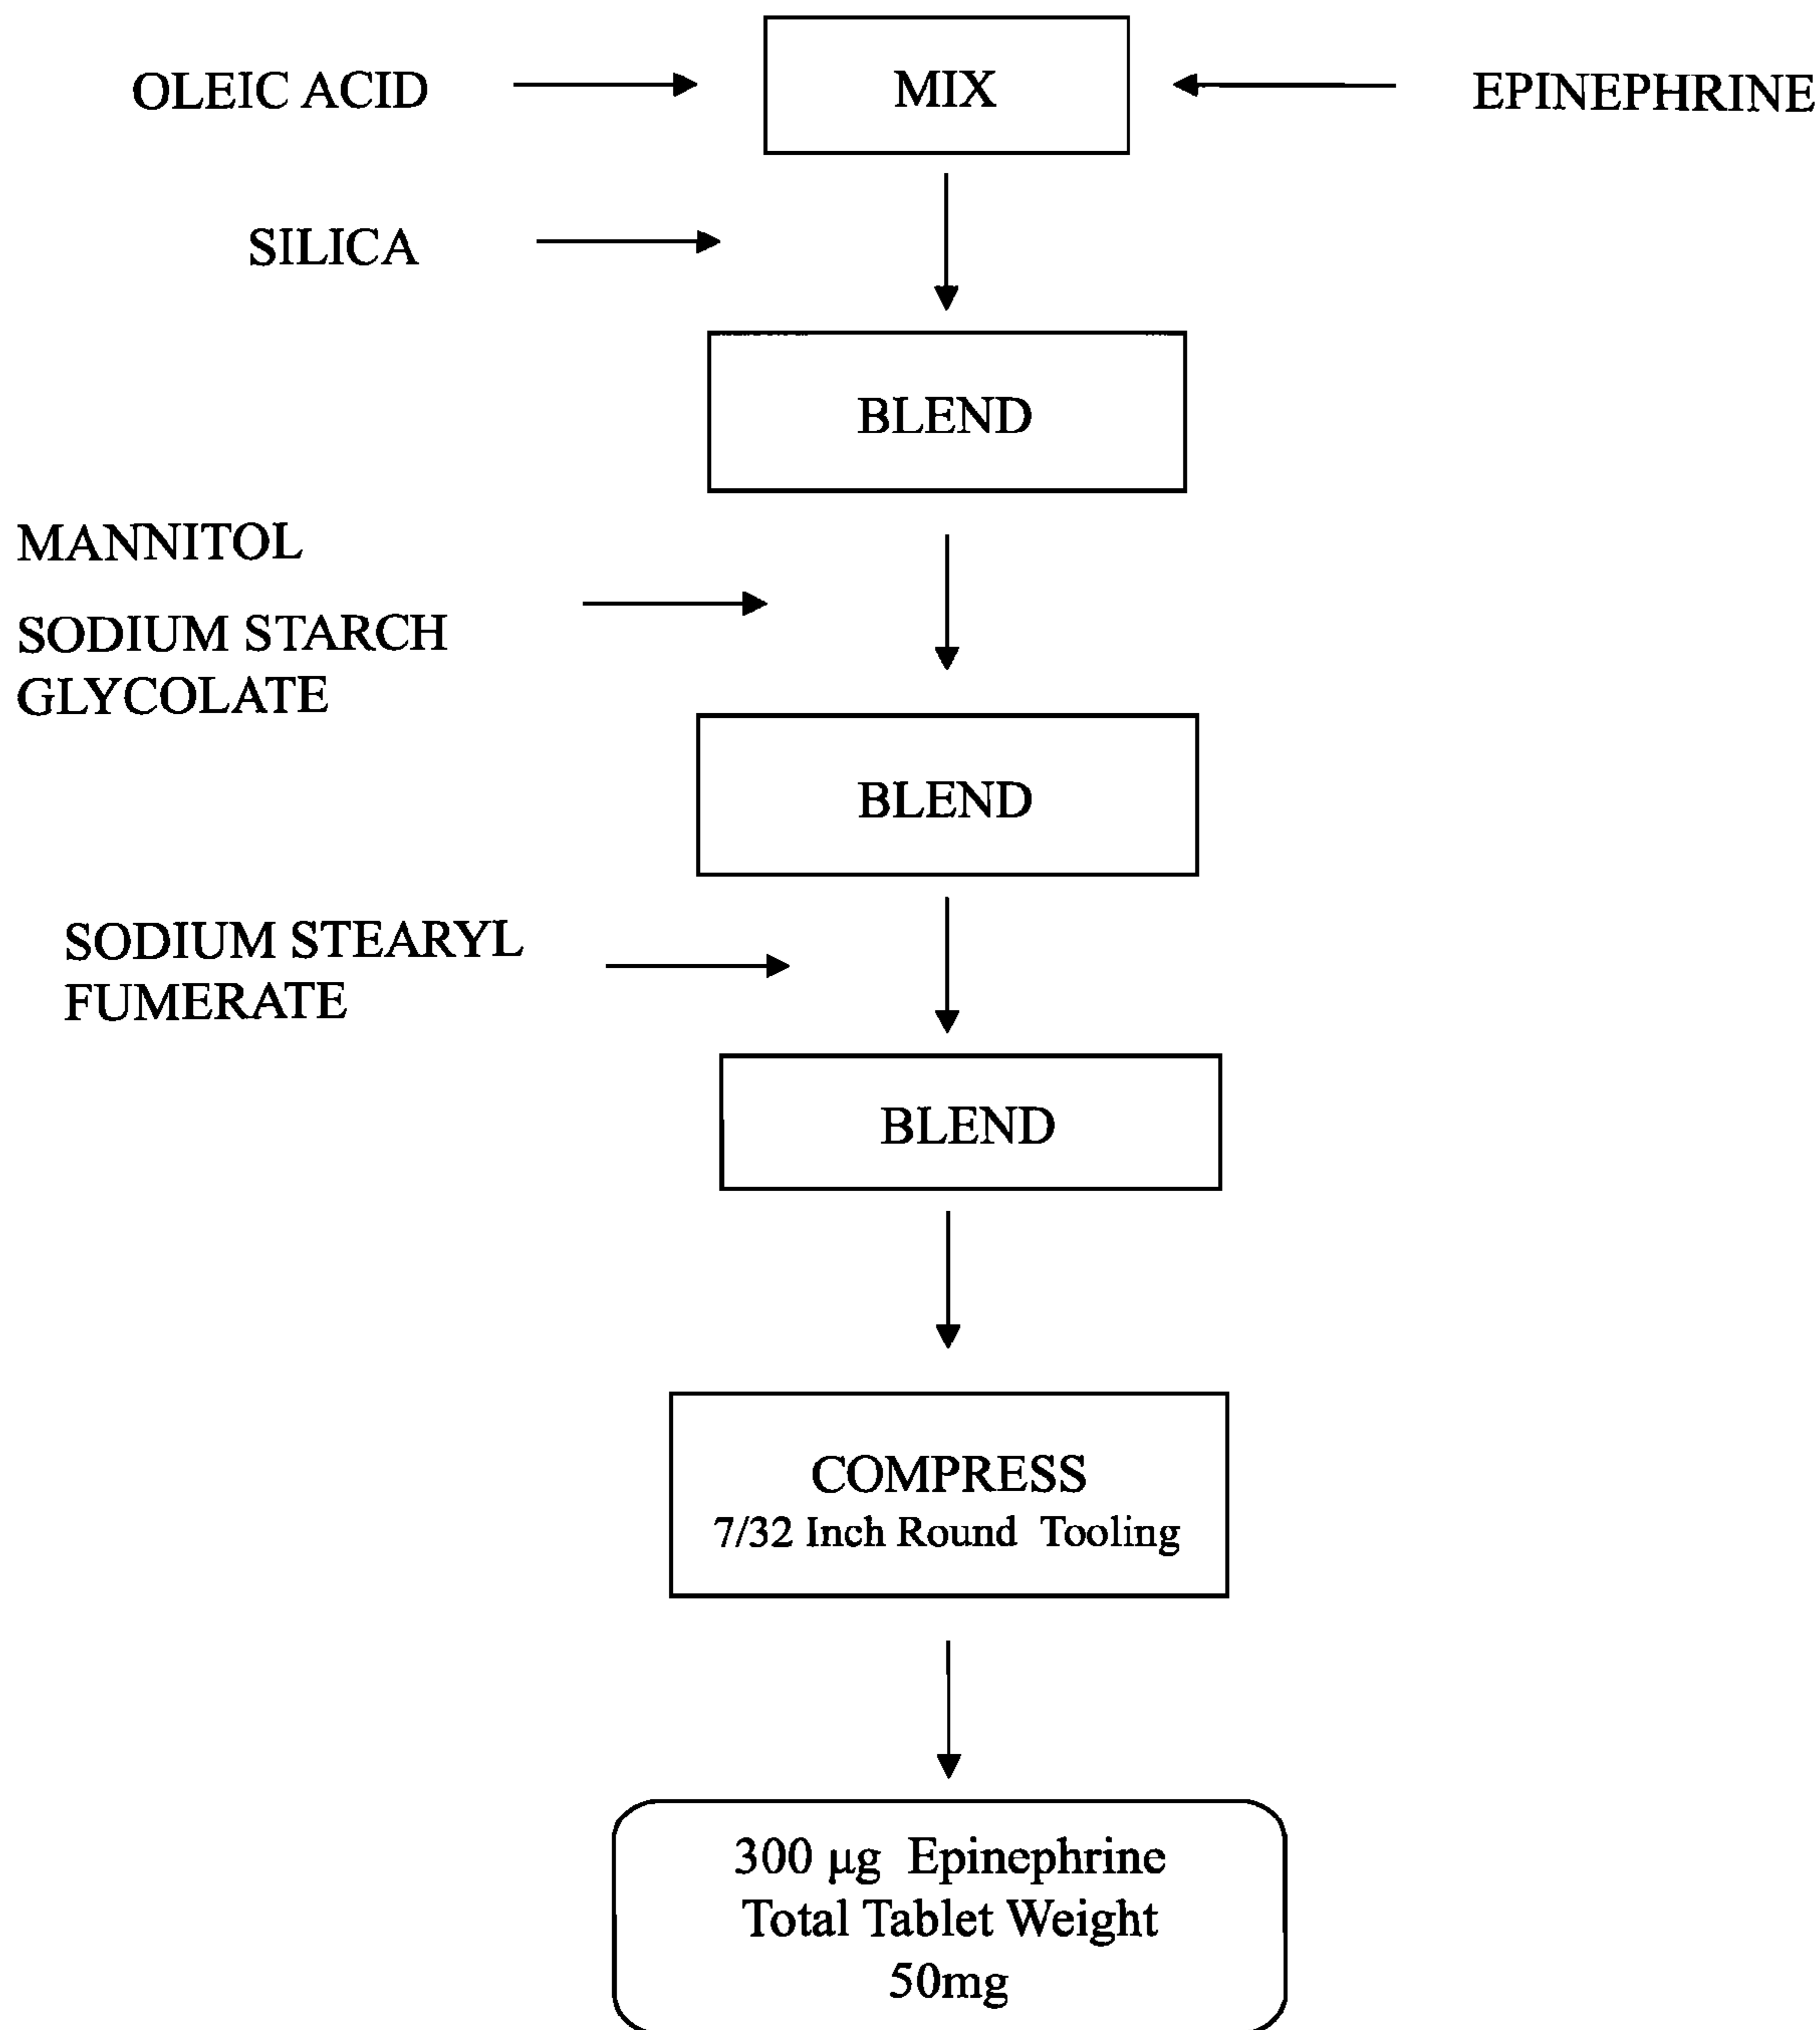 OLEIC ACID
MIX
EPINEPHRINE
SILICA
BLEND
MANNITOL
SODIUM STARCH
GLYCOLATE
BLEND
SODIUM STEARYL
FUMERATE
BLEND
COMPRESS
7/32 Inch Round Tooling
300 µg Epinephrine
Total Tablet Weight
50mg